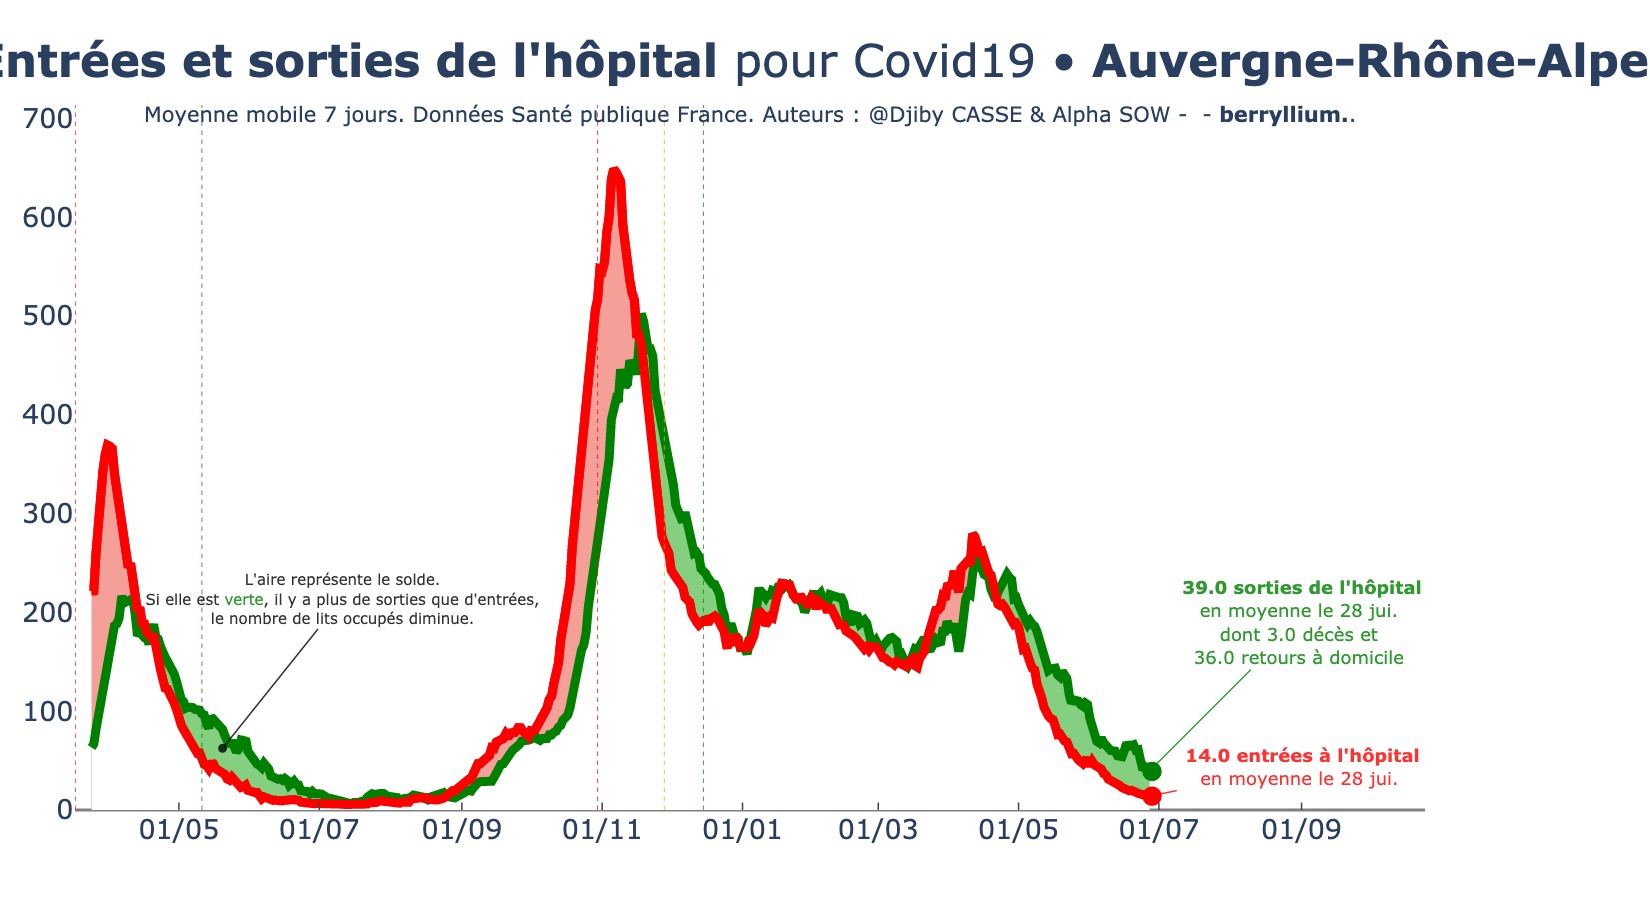 Entrées et sorties de l'hôpital pour Covid19 • Auvergne-Rhône-Alpe
Moyenne mobile 7 jours. Données Santé publique France. Auteurs : @Djiby CASSE & Alpha SOW -  - berryllium..
700
600
500
400
300
200
100
0
L'aire représente le solde.
Si elle est verte, il y a plus de sorties que d'entrées,
le nombre de lits occupés diminue.
39.0 sorties de l'hôpital
en moyenne le 28 jui.
dont 3.0 décès et
36.0 retours à domicile
14.0 entrées à l'hôpital
en moyenne le 28 jui.
01/05 01/07 01/09 01/11 01/01 01/03 01/05 01/07 01/09